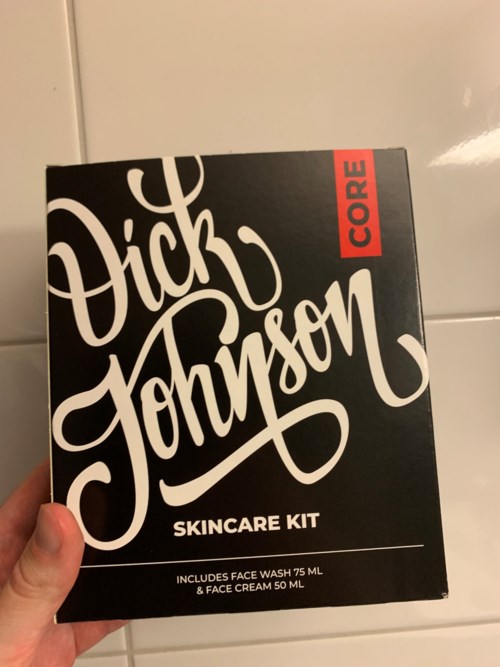 CORE
Dick
Johnson
SKINCARE KIT
INCLUDES FACE WASH 75 ML
& FACE CREAM 50 ML